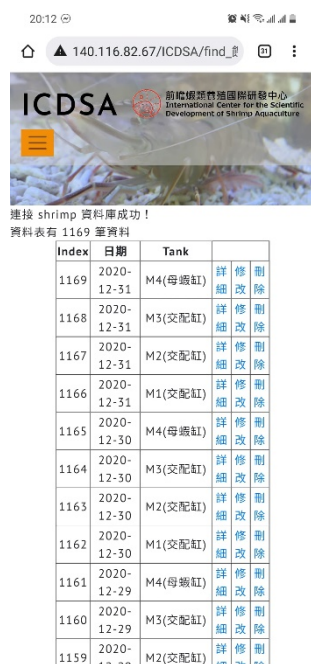 20:12
140.116.82.67/ICDSA/find_
31
ICDSA
前瞻蝦類養殖國際研發中心
International Center for the Scientific
Development of Shrimp Aquaculture
連接 shrimp 資料庫成功！
資料表有 1169 筆資料
Index 日期 Tank
1169 2020-12-31 M4(母蝦缸) 詳細 修改 刪除
1168 2020-12-31 M3(交配缸) 詳細 修改 刪除
1167 2020-12-31 M2(交配缸) 詳細 修改 刪除
1166 2020-12-31 M1(交配缸) 詳細 修改 刪除
1165 2020-12-30 M4(母蝦缸) 詳細 修改 刪除
1164 2020-12-30 M3(交配缸) 詳細 修改 刪除
1163 2020-12-30 M2(交配缸) 詳細 修改 刪除
1162 2020-12-30 M1(交配缸) 詳細 修改 刪除
1161 2020-12-29 M4(母蝦缸) 詳細 修改 刪除
1160 2020-12-29 M3(交配缸) 詳細 修改 刪除
1159 2020- M2(交配缸) 詳 修 刪